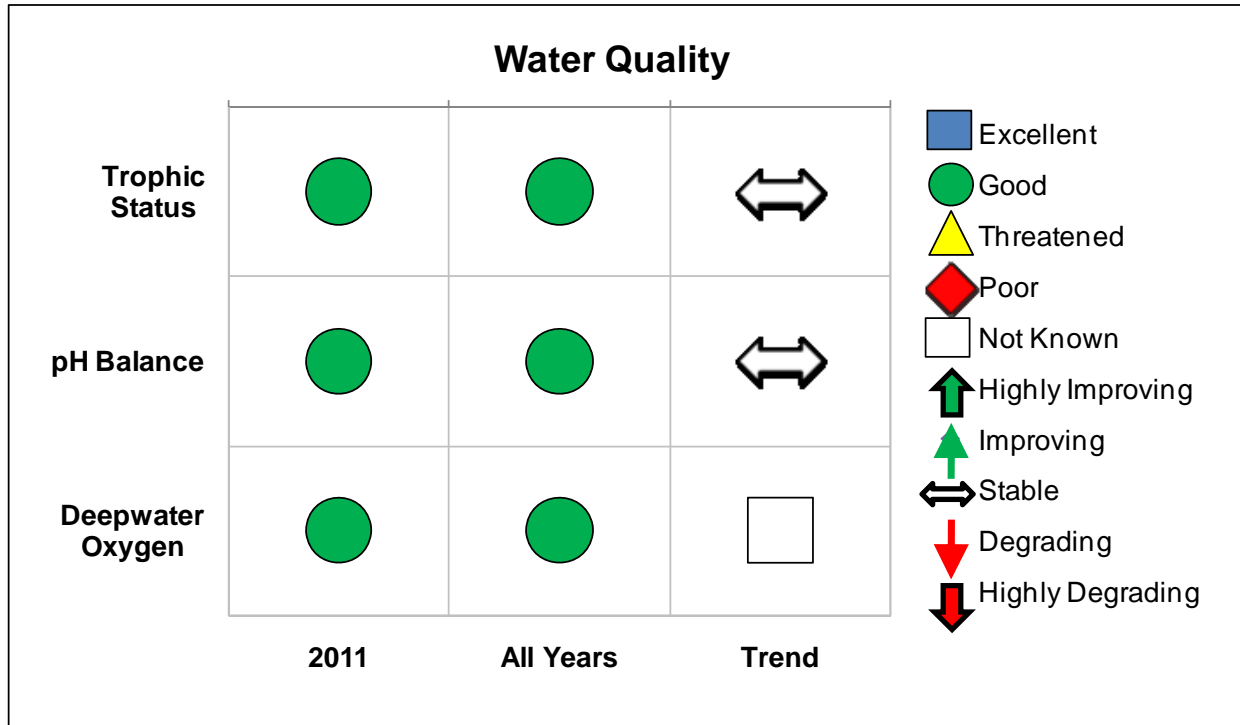 Water Quality
Trophic
Status
pH Balance
Deepwater
Oxygen
2011
All Years
Trend
Excellent
Good
Threatened
Poor
Not Known
Highly Improving
Improving
Stable
Degrading
Highly Degrading